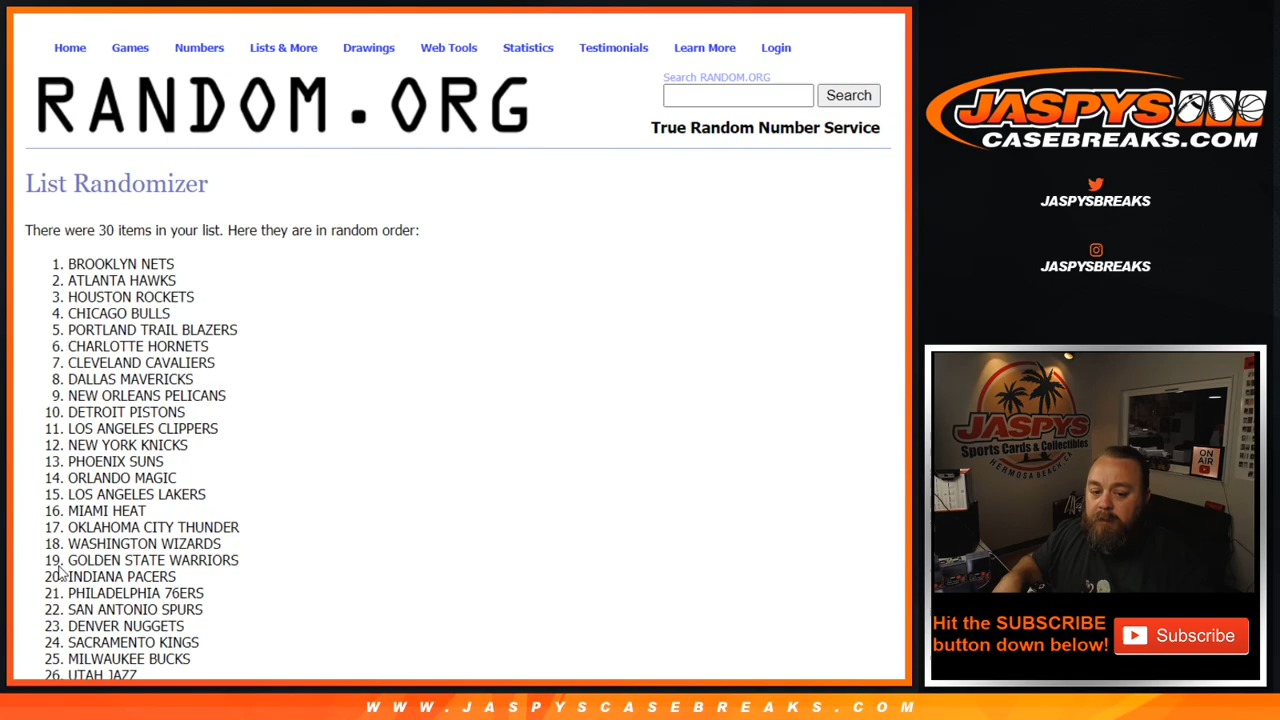 Home Games Numbers Lists & More Drawings Web Tools Statistics Testimonials Learn More Login
RANDOM.ORG
Search RANDOM.ORG
Search
True Random Number Service
List Randomizer
There were 30 items in your list. Here they are in random order:
1. BROOKLYN NETS
2. ATLANTA HAWKS
3. HOUSTON ROCKETS
4. CHICAGO BULLS
5. PORTLAND TRAIL BLAZERS
6. CHARLOTTE HORNETS
7. CLEVELAND CAVALIERS
8. DALLAS MAVERICKS
9. NEW ORLEANS PELICANS
10. DETROIT PISTONS
11. LOS ANGELES CLIPPERS
12. NEW YORK KNICKS
13. PHOENIX SUNS
14. ORLANDO MAGIC
15. LOS ANGELES LAKERS
16. MIAMI HEAT
17. OKLAHOMA CITY THUNDER
18. WASHINGTON WIZARDS
19. GOLDEN STATE WARRIORS
20. INDIANA PACERS
21. PHILADELPHIA 76ERS
22. SAN ANTONIO SPURS
23. DENVER NUGGETS
24. SACRAMENTO KINGS
25. MILWAUKEE BUCKS
26. UTAH JAZZ
JASPYS
CASEBREAKS.COM
JASPYSBREAKS
JASPYSBREAKS
JASPYS
Sports Cards & Collectibles
HERMOSA BEACH, CA
ON AIR
Hit the SUBSCRIBE
button down below!
Subscribe
WWW.JASPYSCASEBREAKS.COM